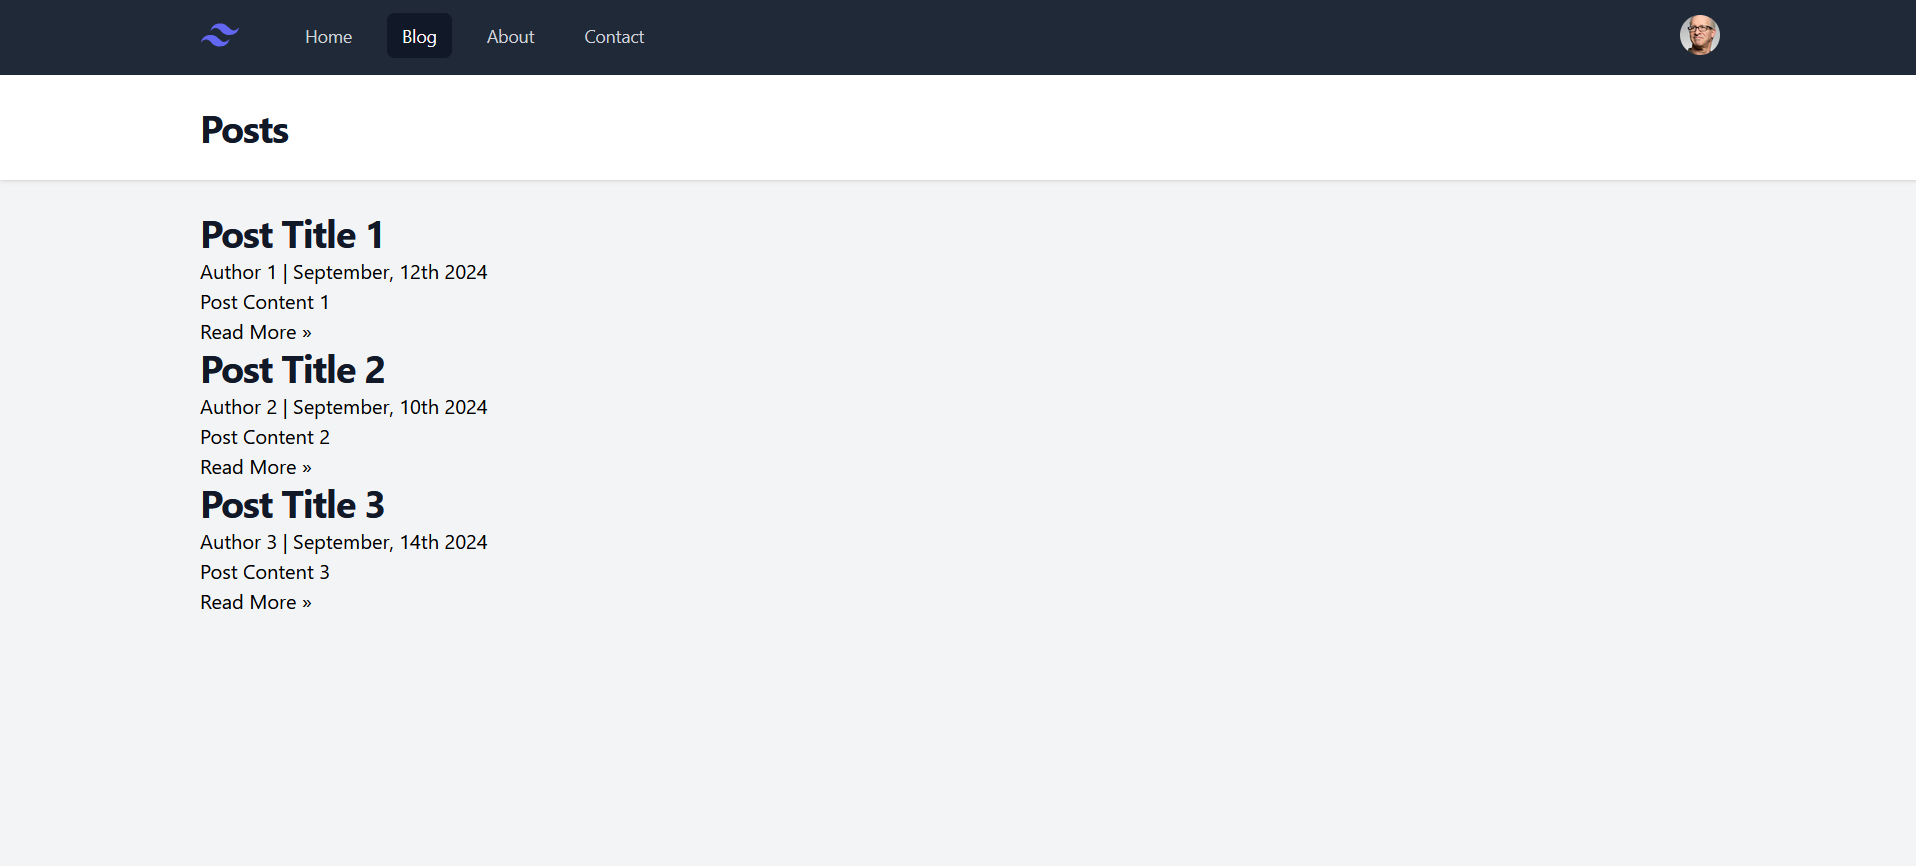 Home Blog About Contact
Posts
Post Title 1
Author 1 | September, 12th 2024
Post Content 1
Read More »
Post Title 2
Author 2 | September, 10th 2024
Post Content 2
Read More »
Post Title 3
Author 3 | September, 14th 2024
Post Content 3
Read More »